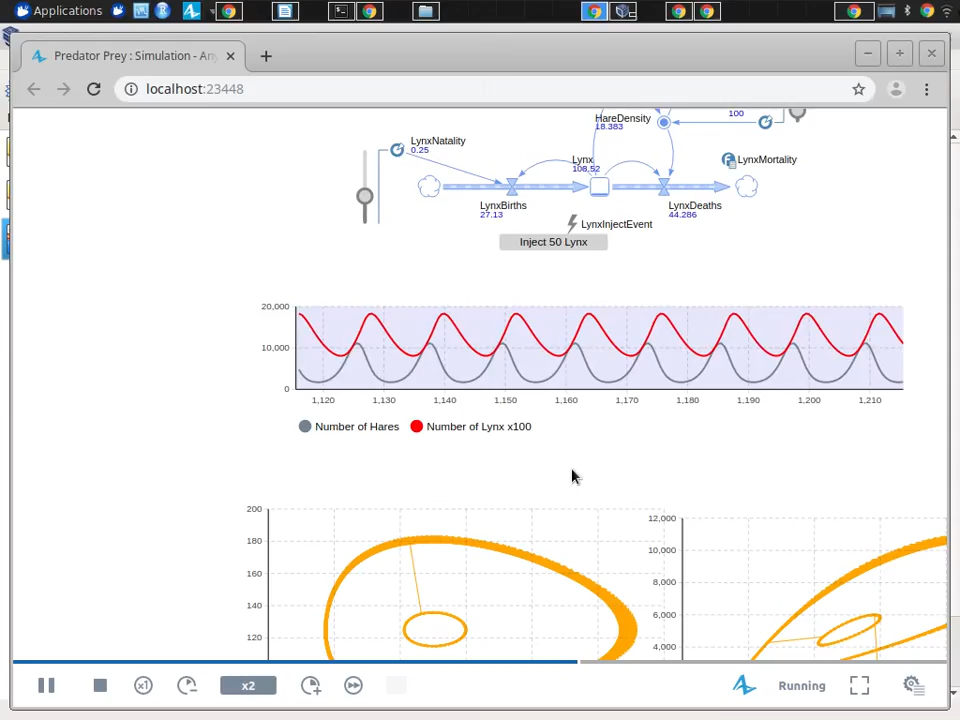 Applications
Predator Prey : Simulation - An
localhost:23448
HareDensity
18.383
100
LynxNatality
0.25
Lynx
108.52
LynxMortality
LynxBirths
27.13
LynxDeaths
44.286
LynxInjectEvent
Inject 50 Lynx
20,000
10,000
0
1,120 1,130 1,140 1,150 1,160 1,170 1,180 1,190 1,200 1,210
Number of Hares Number of Lynx x100
200
180
160
140
120
12,000
10,000
8,000
6,000
4,000
x1 x2 Running